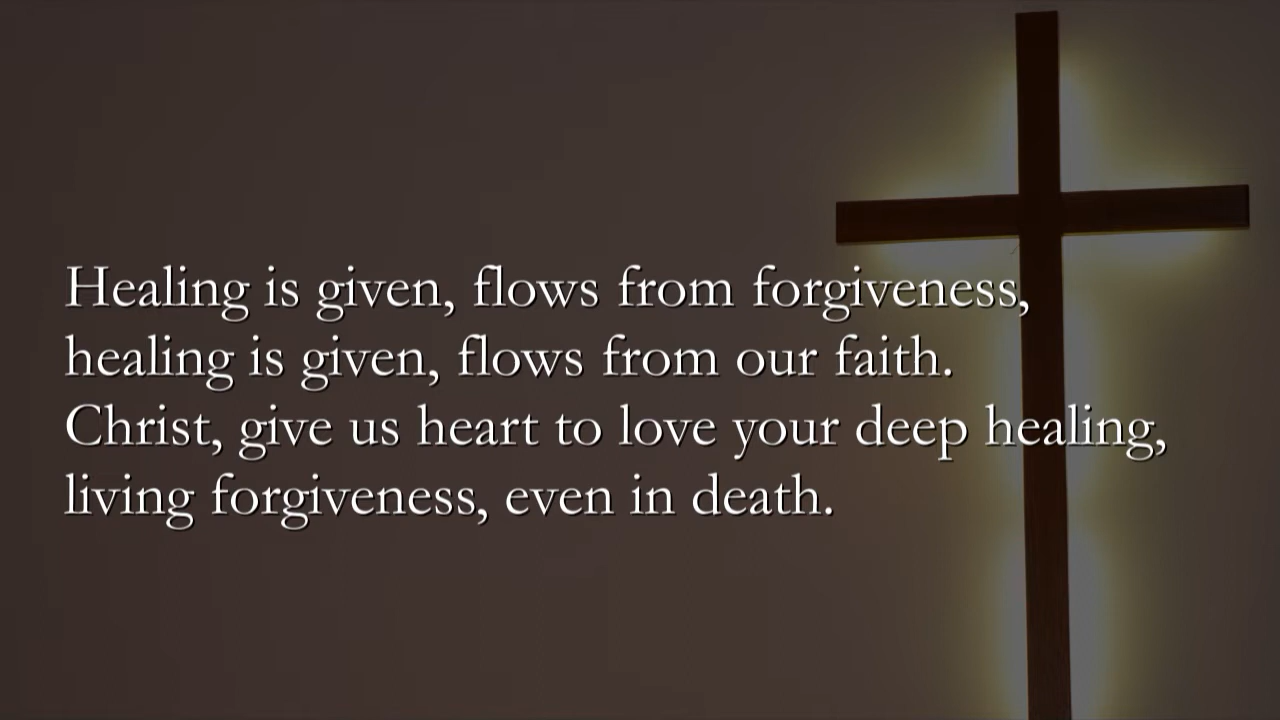 Healing is given, flows from forgiveness,
healing is given, flows from our faith.
Christ, give us heart to love your deep healing,
living forgiveness, even in death.